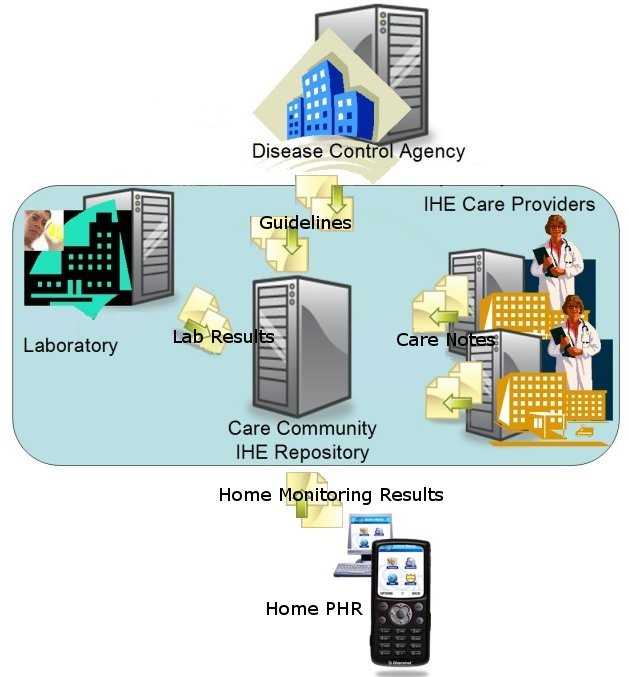 Disease Control Agency
IHE Care Providers
Guidelines
Laboratory
Lab Results
Care Notes
Care Community
IHE Repository
Home Monitoring Results
Home PHR